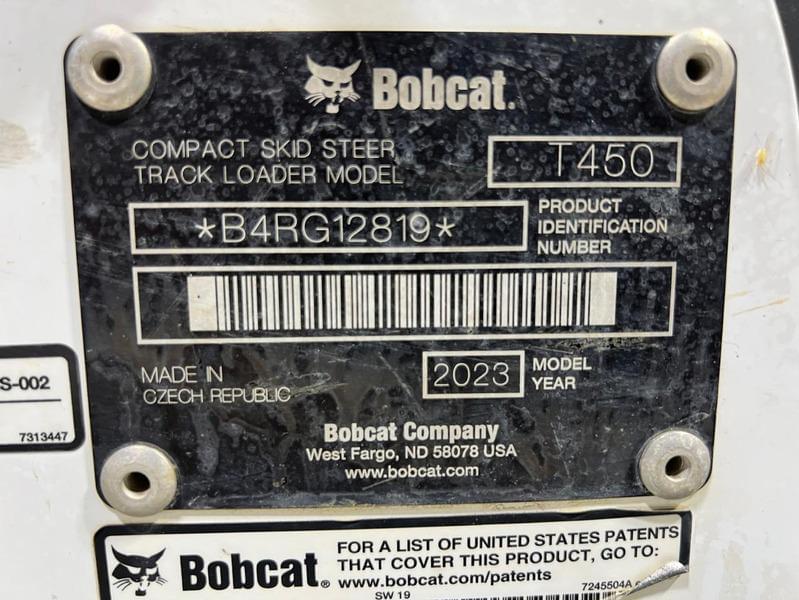 Bobcat.
COMPACT SKID STEER
TRACK LOADER MODEL
T450
*B4RG12819*
PRODUCT
IDENTIFICATION
NUMBER
MADE IN
CZECH REPUBLIC
2023
MODEL
YEAR
Bobcat Company
West Fargo, ND 58078 USA
www.bobcat.com
S-002
7313447
Bobcat®
FOR A LIST OF UNITED STATES PATENTS
THAT COVER THIS PRODUCT, GO TO:
www.bobcat.com/patents
SW 19
7245504A